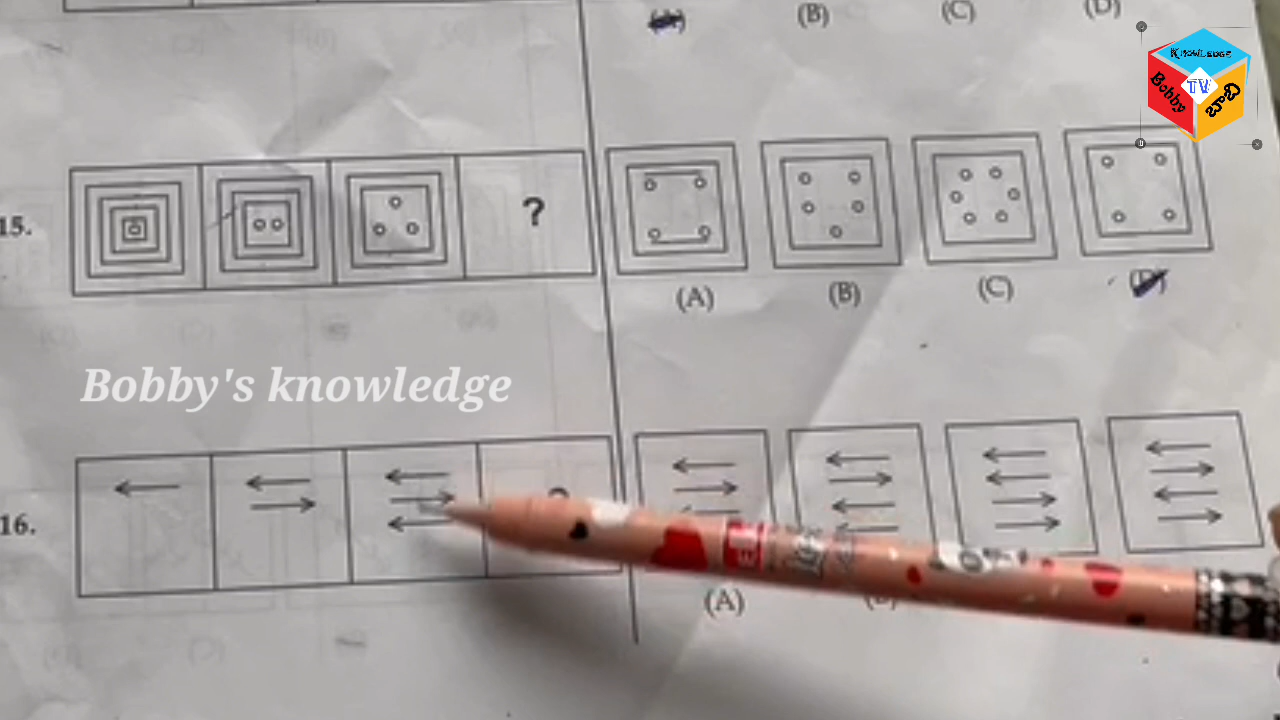 (B) (C) (D)
KNOWLEDGE
Bobby TV
15. ?
(A) (B) (C) (D)
Bobby's knowledge
16.
(A)